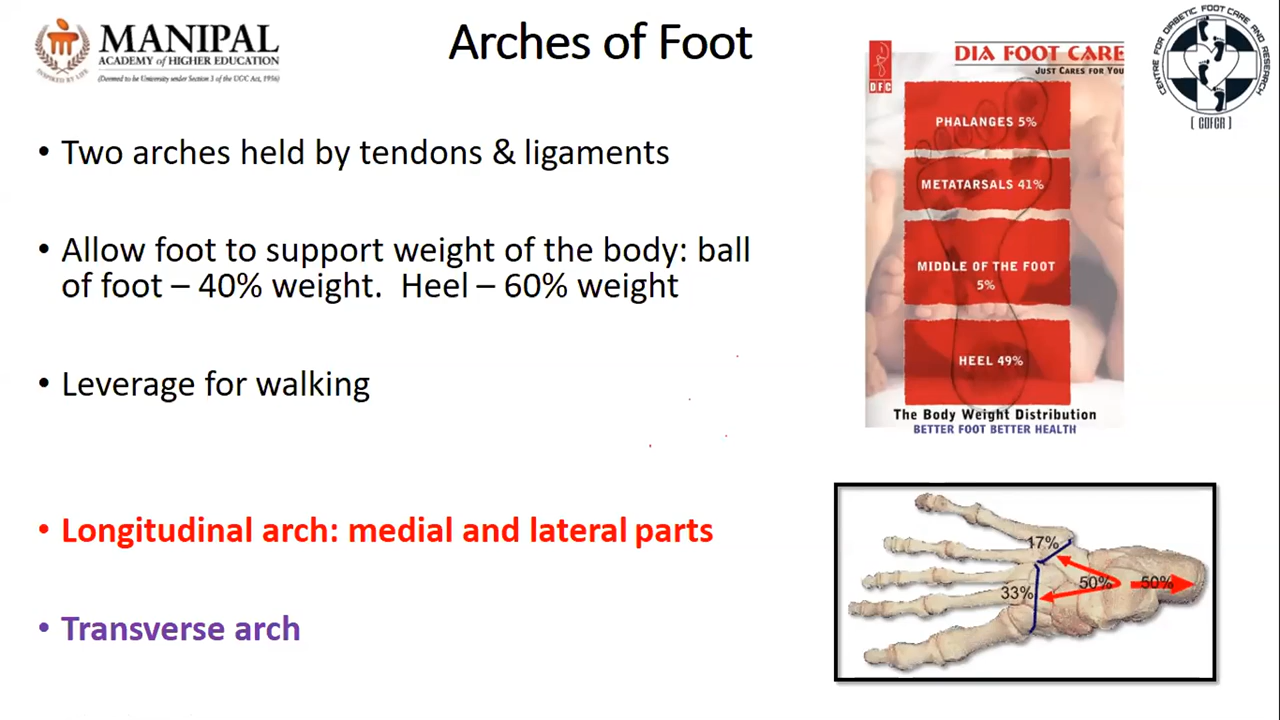 MANIPAL
ACADEMY of HIGHER EDUCATION
(Deemed to be University under Section 3 of the UGC Act, 1956)
INSPIRED BY LIFE
Arches of Foot
• Two arches held by tendons & ligaments
• Allow foot to support weight of the body: ball
of foot – 40% weight. Heel – 60% weight
• Leverage for walking
• Longitudinal arch: medial and lateral parts
• Transverse arch
DFC
DIA FOOT CARE
JUST CARES FOR YOU
PHALANGES 5%
METATARSALS 41%
MIDDLE OF THE FOOT
5%
HEEL 49%
The Body Weight Distribution
BETTER FOOT BETTER HEALTH
CENTRE FOR DIABETIC FOOT CARE AND RESEARCH
[ CDFCR ]
17%
33%
50%
50%